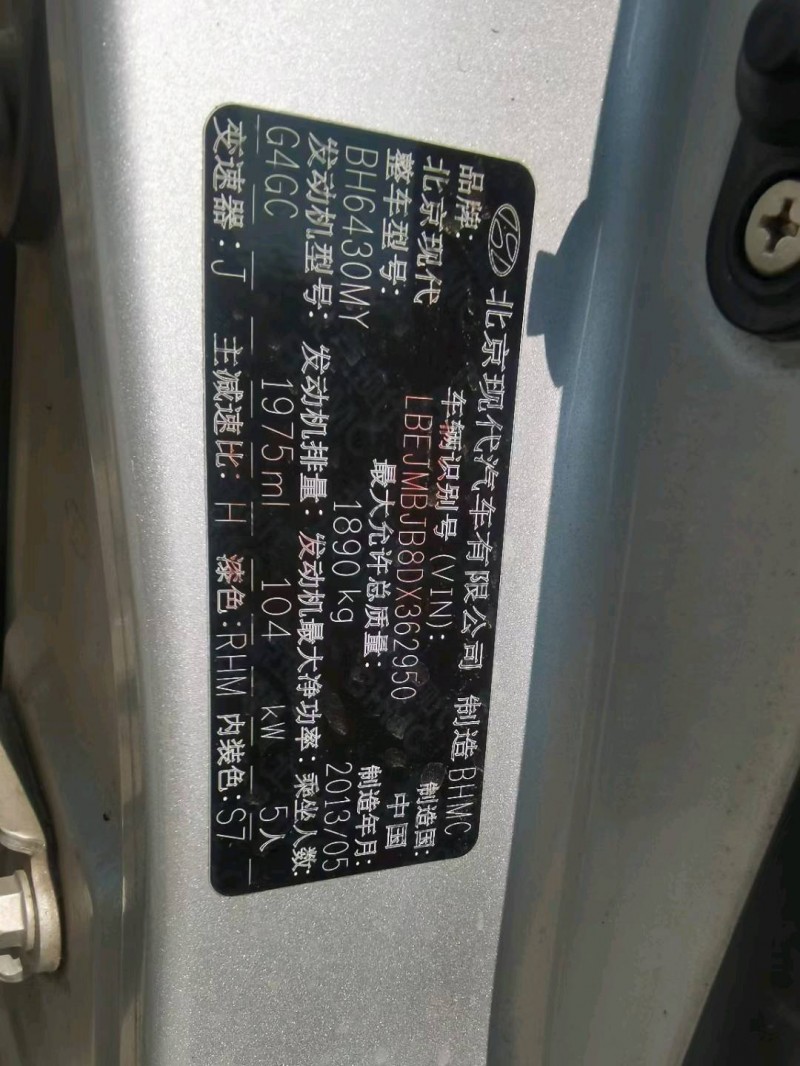 北京现代汽车有限公司 制造 BHMC
品牌: 车辆识别号(VIN): 制造国:
北京现代 LBEJMBJB8DX362950 中国
整车型号: 最大允许总质量: 制造年月:
BH6430MY 1890kg 2013/05
发动机型号: 发动机排量: 发动机最大净功率: 乘坐人数:
G4GC 1975ml 104 kW 5人
变速器: J 主减速比: H 漆色: RHM 内装色: S7